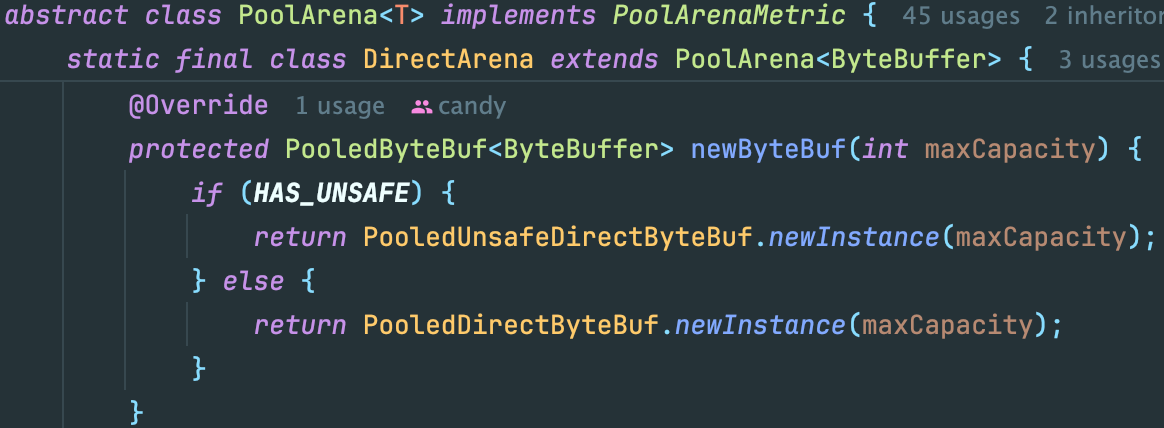 abstract class PoolArena<T> implements PoolArenaMetric { 45 usages 2 inheritor
static final class DirectArena extends PoolArena<ByteBuffer> { 3 usages
@Override 1 usage candy
protected PooledByteBuf<ByteBuffer> newByteBuf(int maxCapacity) {
if (HAS_UNSAFE) {
return PooledUnsafeDirectByteBuf.newInstance(maxCapacity);
} else {
return PooledDirectByteBuf.newInstance(maxCapacity);
}
}